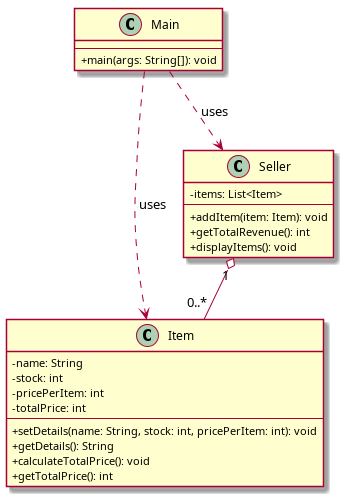 C Main
+main(args: String[]): void
uses
C Seller
-items: List<Item>
+addItem(item: Item): void
+getTotalRevenue(): int
+displayItems(): void
uses
1
0..*
C Item
-name: String
-stock: int
-pricePerItem: int
-totalPrice: int
+setDetails(name: String, stock: int, pricePerItem: int): void
+getDetails(): String
+calculateTotalPrice(): void
+getTotalPrice(): int